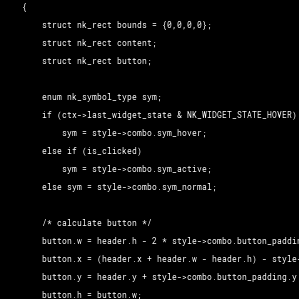 {
struct nk_rect bounds = {0,0,0,0};
struct nk_rect content;
struct nk_rect button;
enum nk_symbol_type sym;
if (ctx->last_widget_state & NK_WIDGET_STATE_HOVER)
sym = style->combo.sym_hover;
else if (is_clicked)
sym = style->combo.sym_active;
else sym = style->combo.sym_normal;
/* calculate button */
button.w = header.h - 2 * style->combo.button_paddin
button.x = (header.x + header.w - header.h) - style-
button.y = header.y + style->combo.button_padding.y
button.h = button.w;